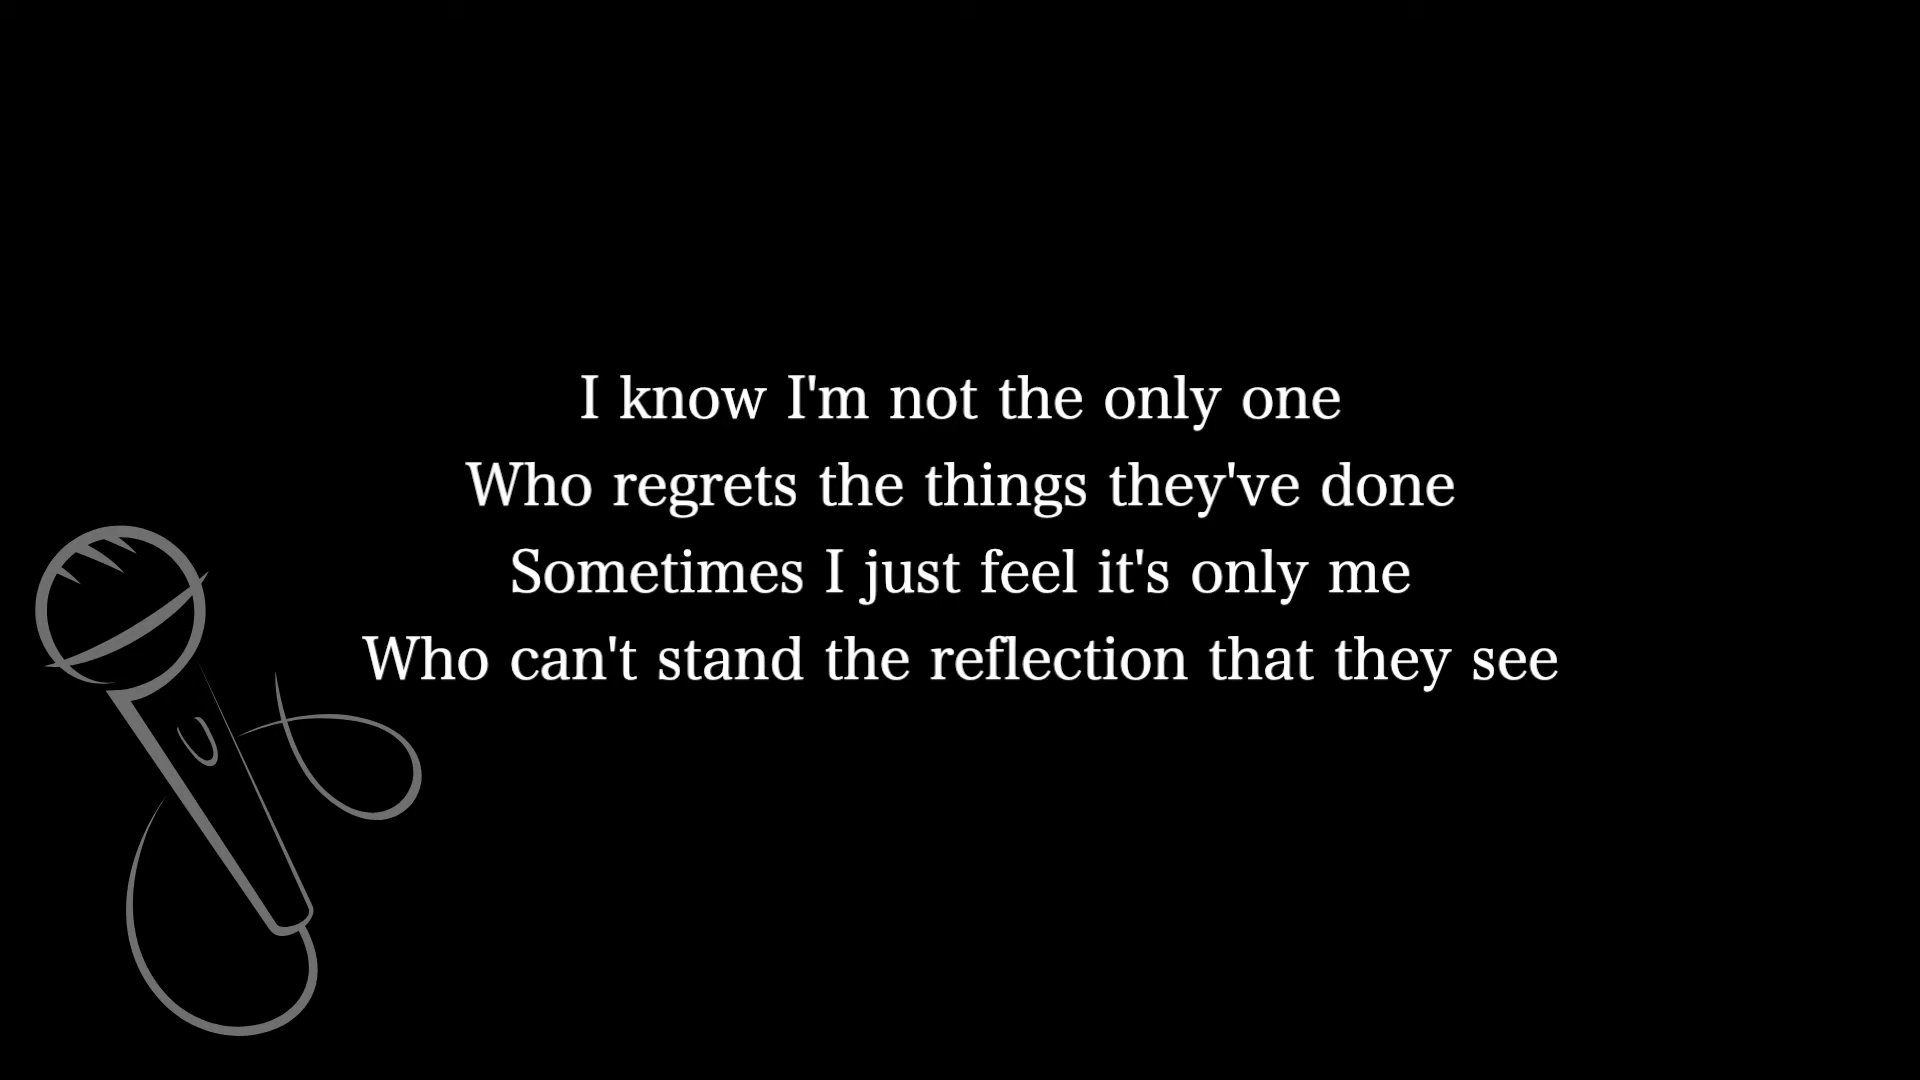 I know I'm not the only one
Who regrets the things they've done
Sometimes I just feel it's only me
Who can't stand the reflection that they see